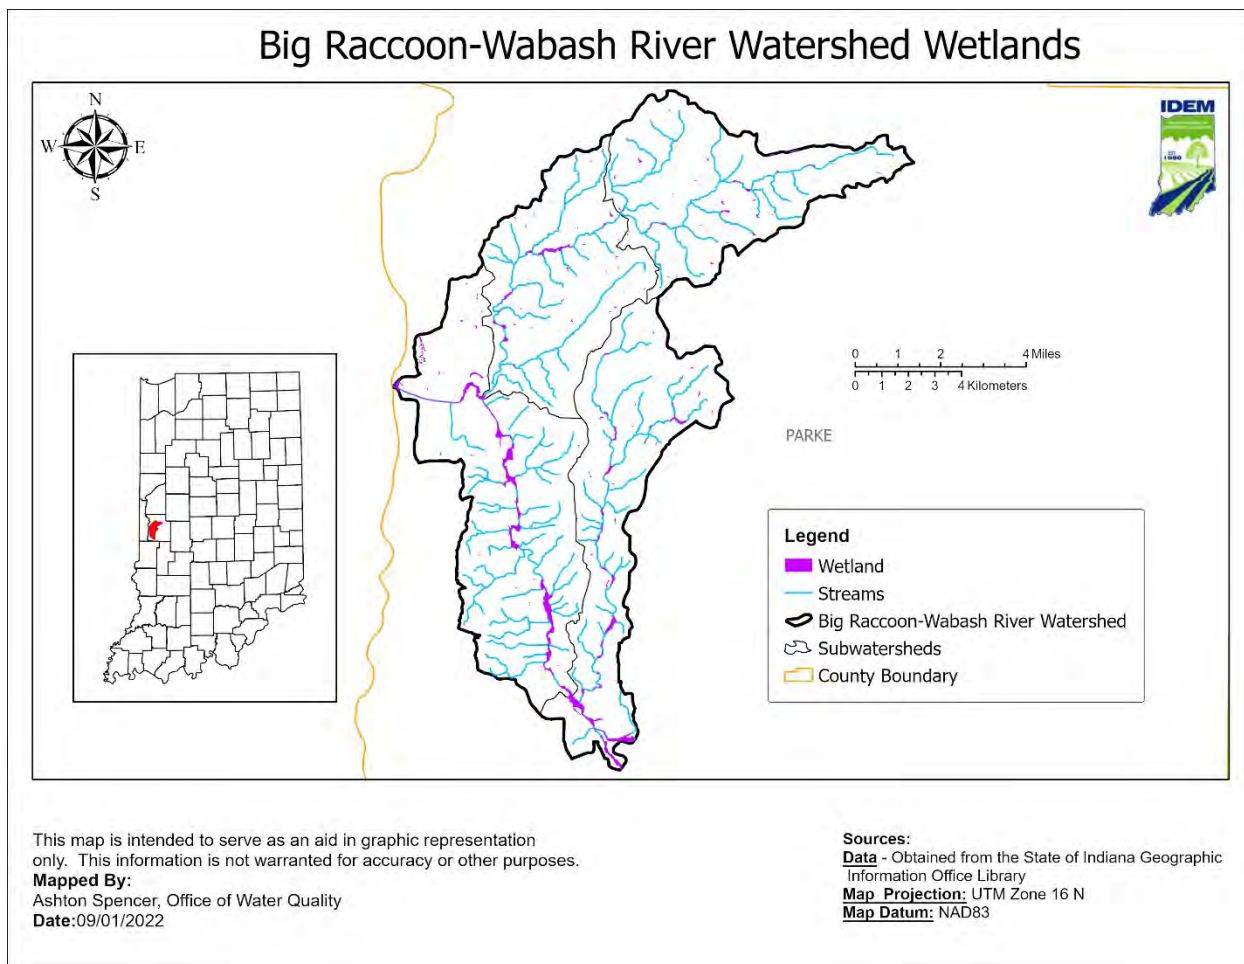 Big Raccoon-Wabash River Watershed Wetlands
N
W E
S
IDEM
1986
0 1 2 4 Miles
0 1 2 3 4 Kilometers
PARKE
Legend
Wetland
Streams
Big Raccoon-Wabash River Watershed
Subwatersheds
County Boundary
This map is intended to serve as an aid in graphic representation
only. This information is not warranted for accuracy or other purposes.
Mapped By:
Ashton Spencer, Office of Water Quality
Date:09/01/2022
Sources:
Data - Obtained from the State of Indiana Geographic
Information Office Library
Map Projection: UTM Zone 16 N
Map Datum: NAD83